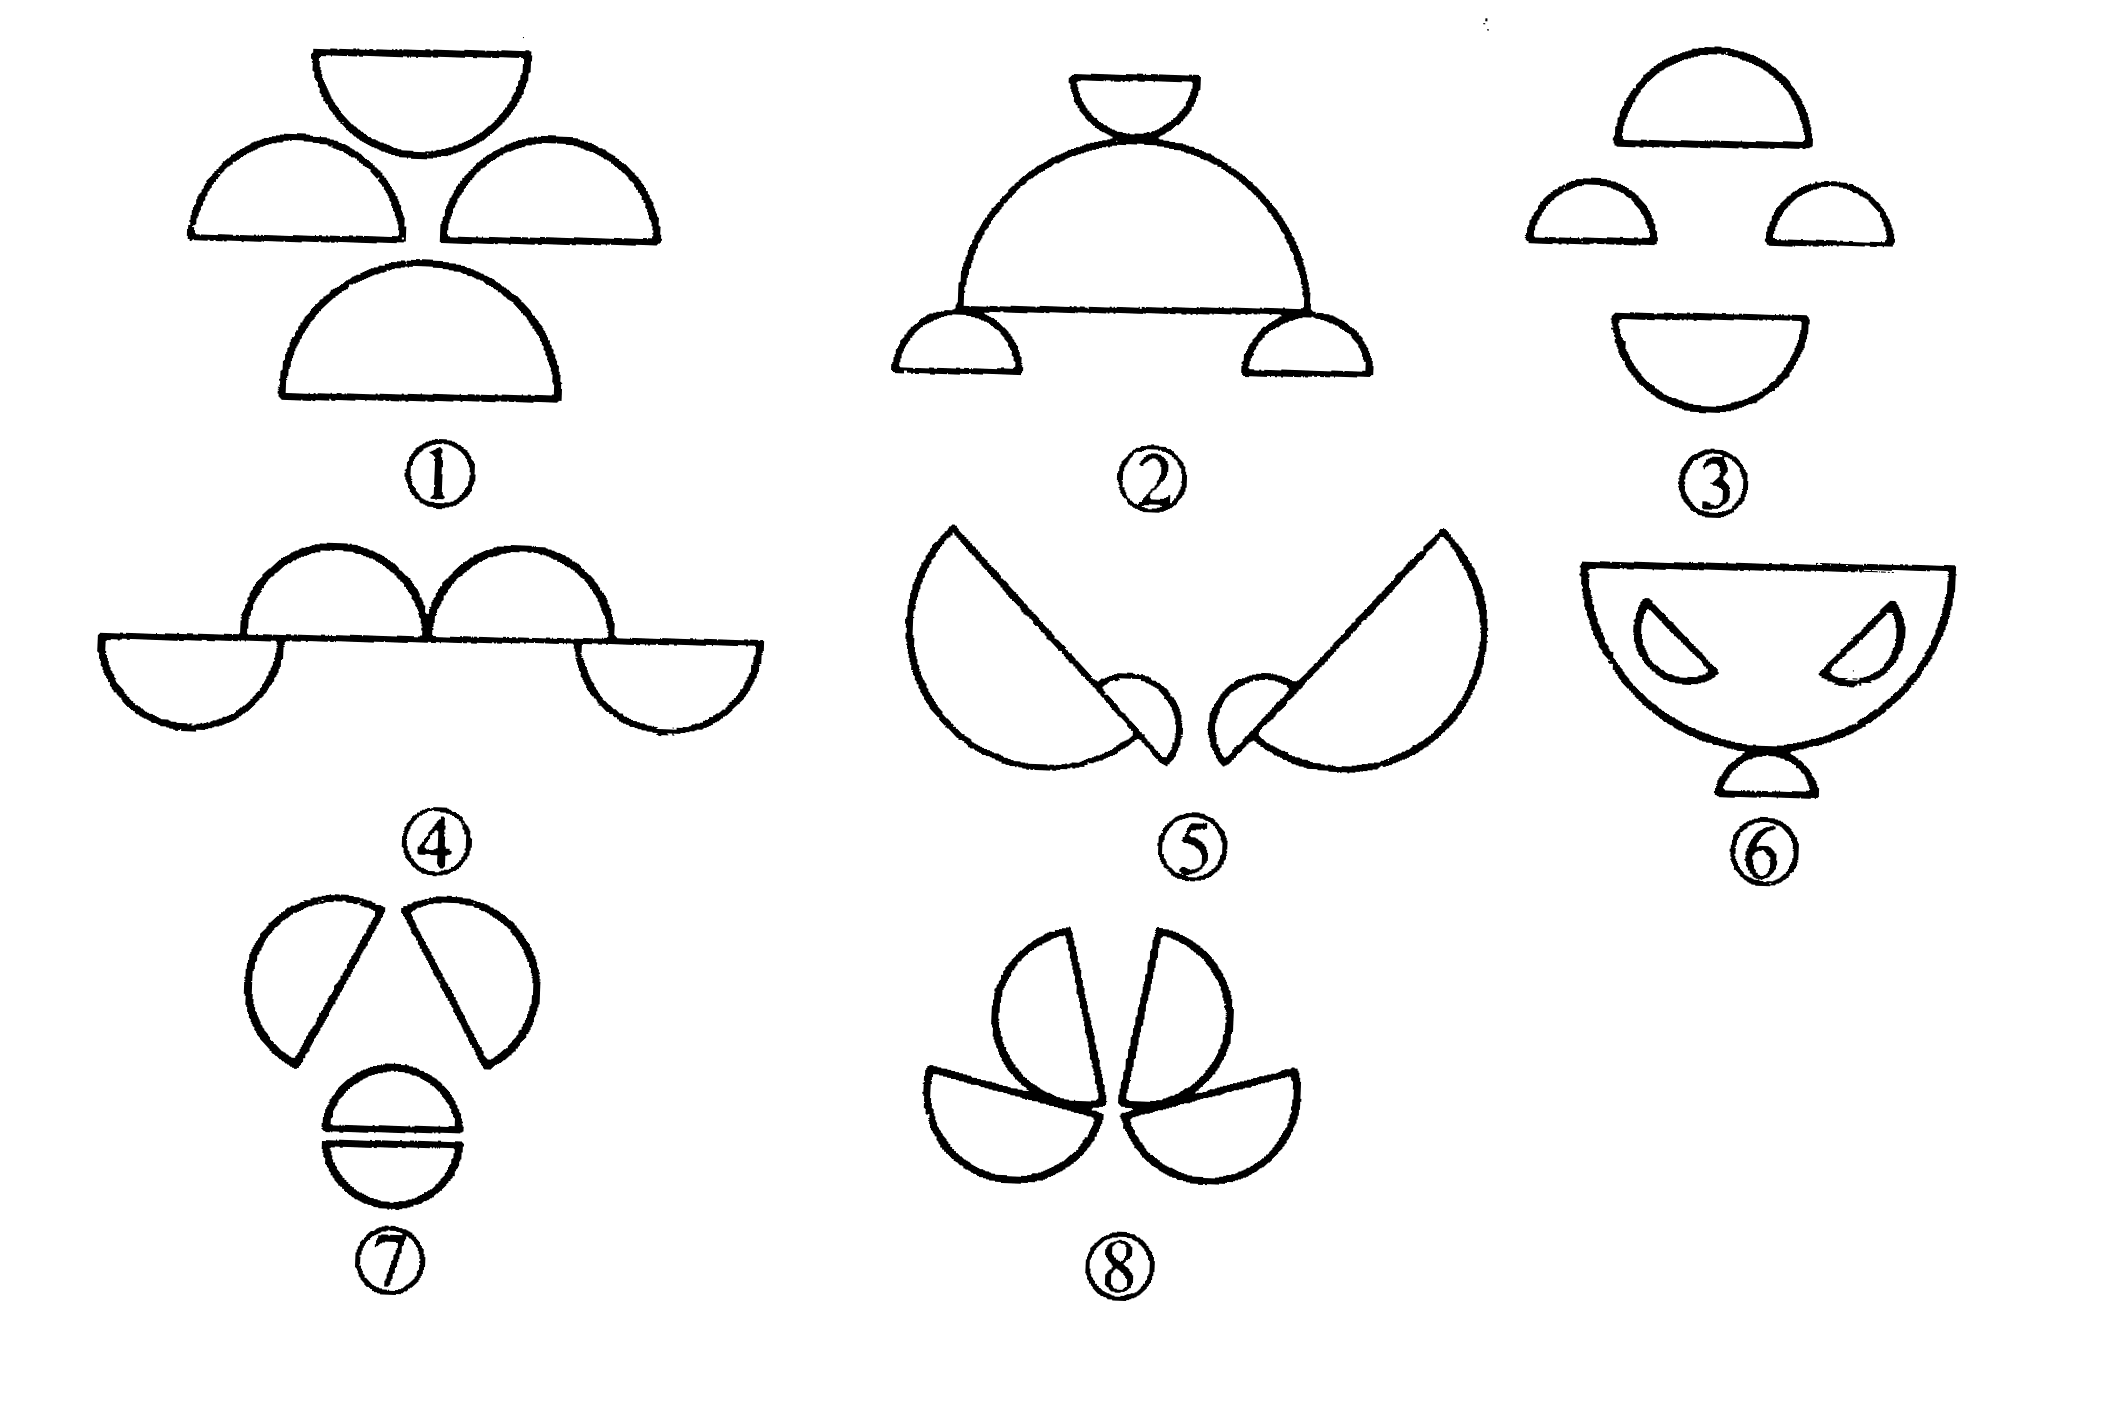 ① ② ③
④ ⑤ ⑥
⑦ ⑧